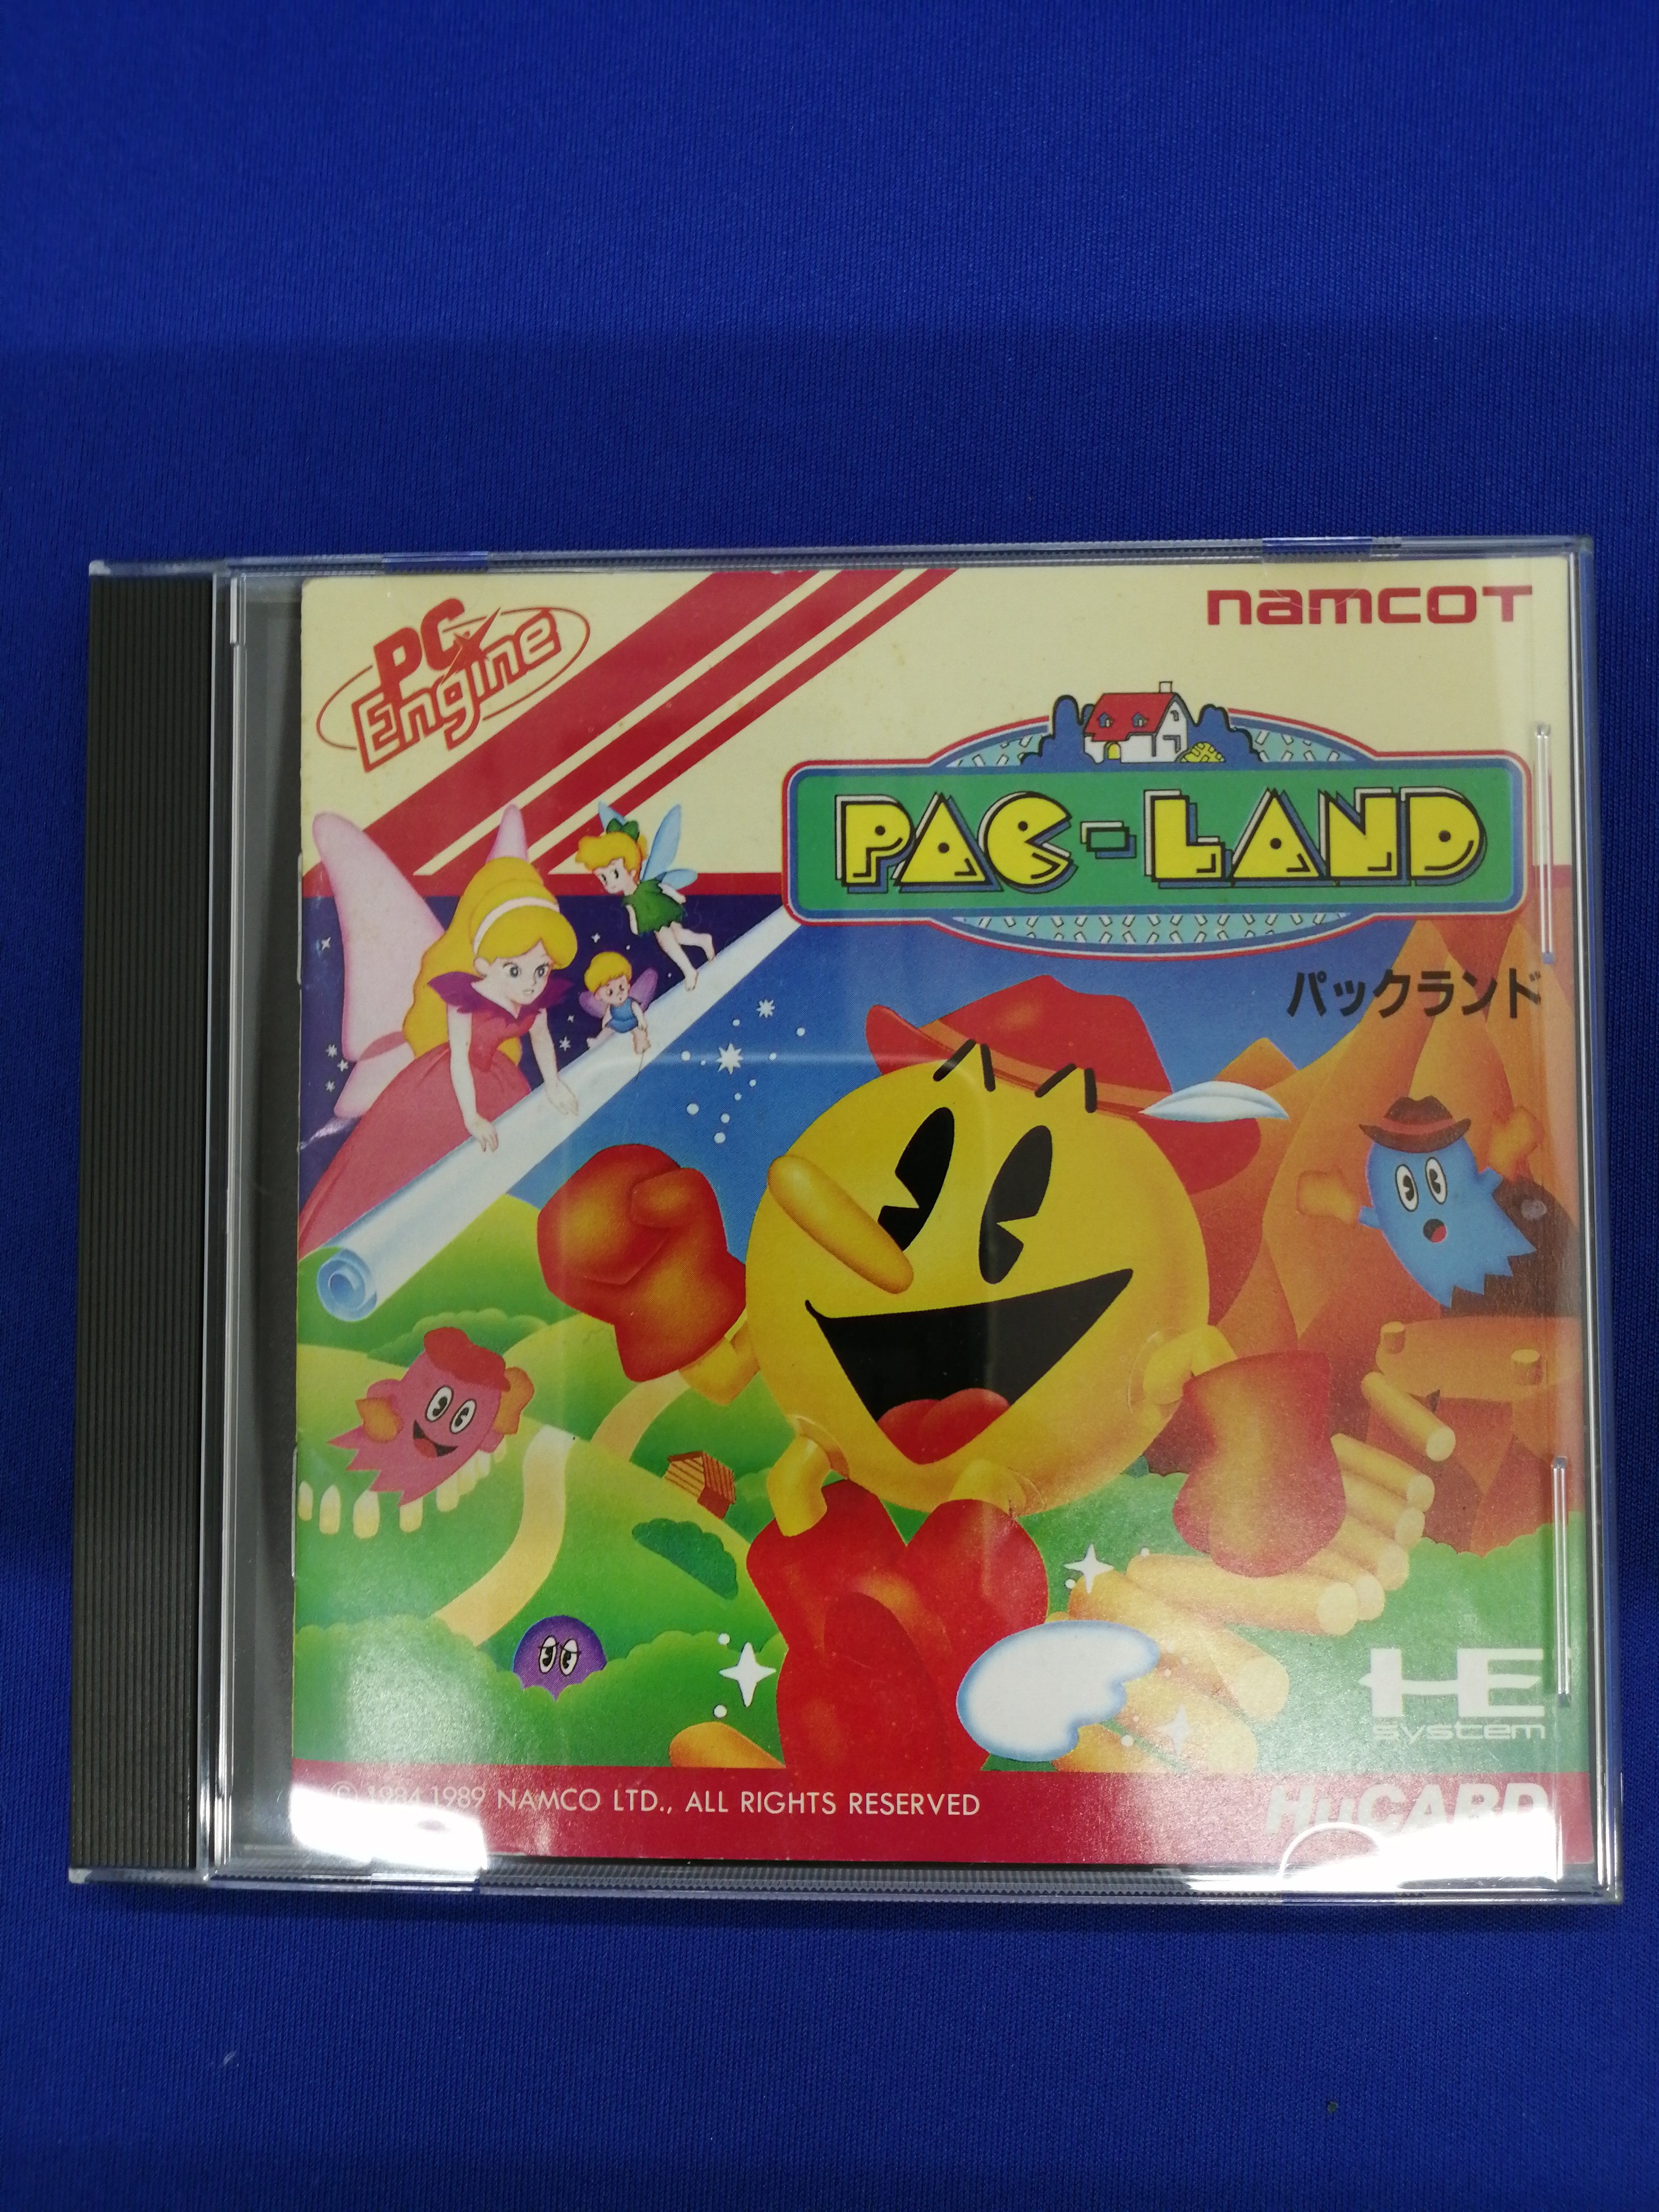 PC Engine
namcoT
PAC-LAND
パックランド
HE
system
© 1984 1989 NAMCO LTD., ALL RIGHTS RESERVED
HuCARD